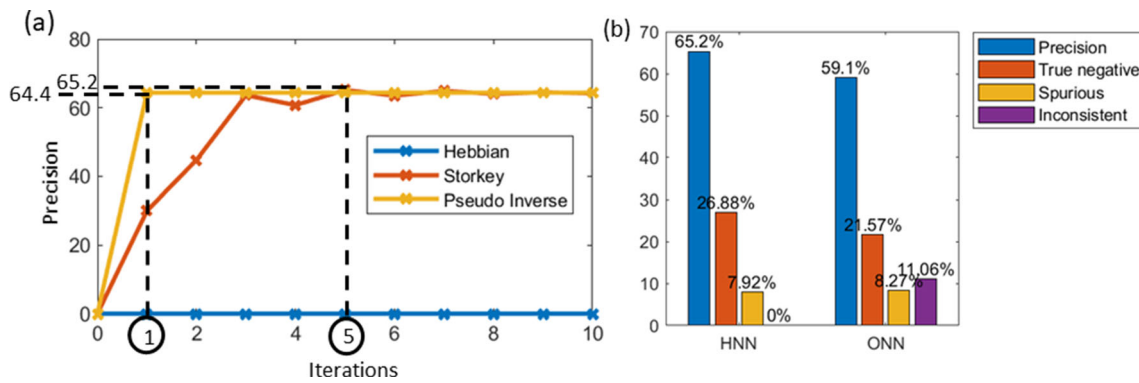 (a)
80
65.2
64.4
60
40
20
0
Precision
Hebbian
Storkey
Pseudo Inverse
0 1 2 4 5 6 8 10
Iterations
(b)
70
60
50
40
30
20
10
0
65.2%
26.88%
7.92%
0%
59.1%
21.57%
8.27%
11.06%
HNN ONN
Precision
True negative
Spurious
Inconsistent